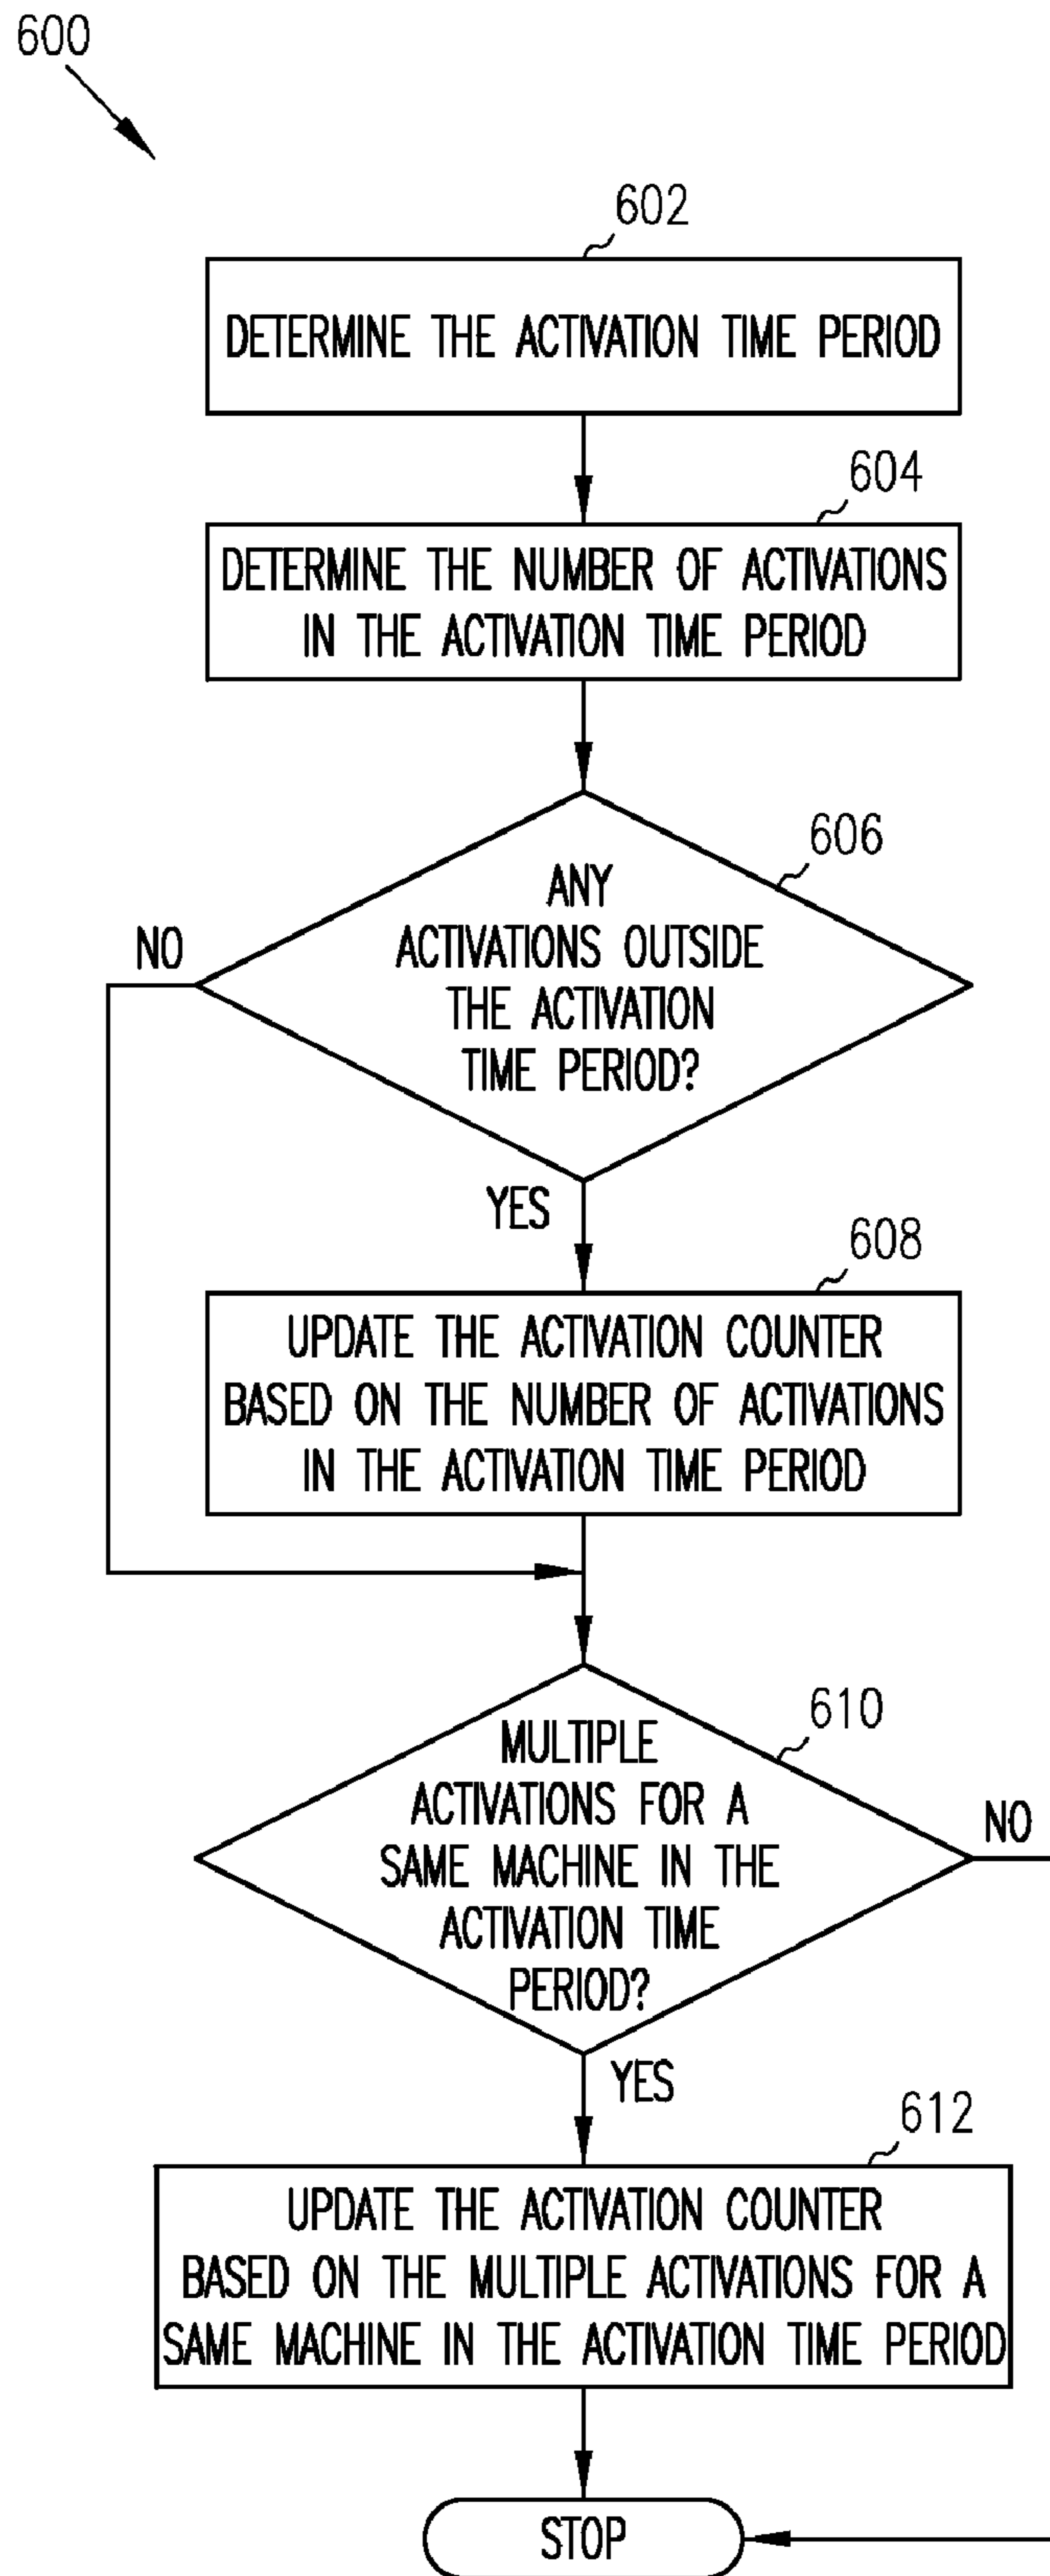 600
602
DETERMINE THE ACTIVATION TIME PERIOD
604
DETERMINE THE NUMBER OF ACTIVATIONS
IN THE ACTIVATION TIME PERIOD
606
ANY
ACTIVATIONS OUTSIDE
THE ACTIVATION
TIME PERIOD?
NO
YES
608
UPDATE THE ACTIVATION COUNTER
BASED ON THE NUMBER OF ACTIVATIONS
IN THE ACTIVATION TIME PERIOD
610
MULTIPLE
ACTIVATIONS FOR A
SAME MACHINE IN THE
ACTIVATION TIME
PERIOD?
NO
YES
612
UPDATE THE ACTIVATION COUNTER
BASED ON THE MULTIPLE ACTIVATIONS FOR A
SAME MACHINE IN THE ACTIVATION TIME PERIOD
STOP